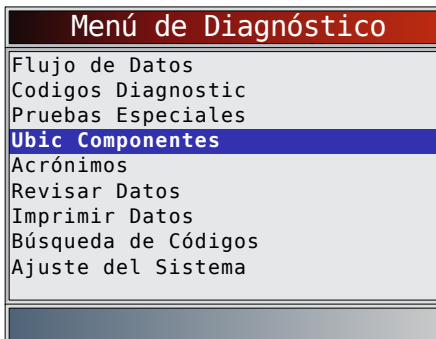 Menú de Diagnóstico
Flujo de Datos
Codigos Diagnostic
Pruebas Especiales
Ubic Componentes
Acrónimos
Revisar Datos
Imprimir Datos
Búsqueda de Códigos
Ajuste del Sistema